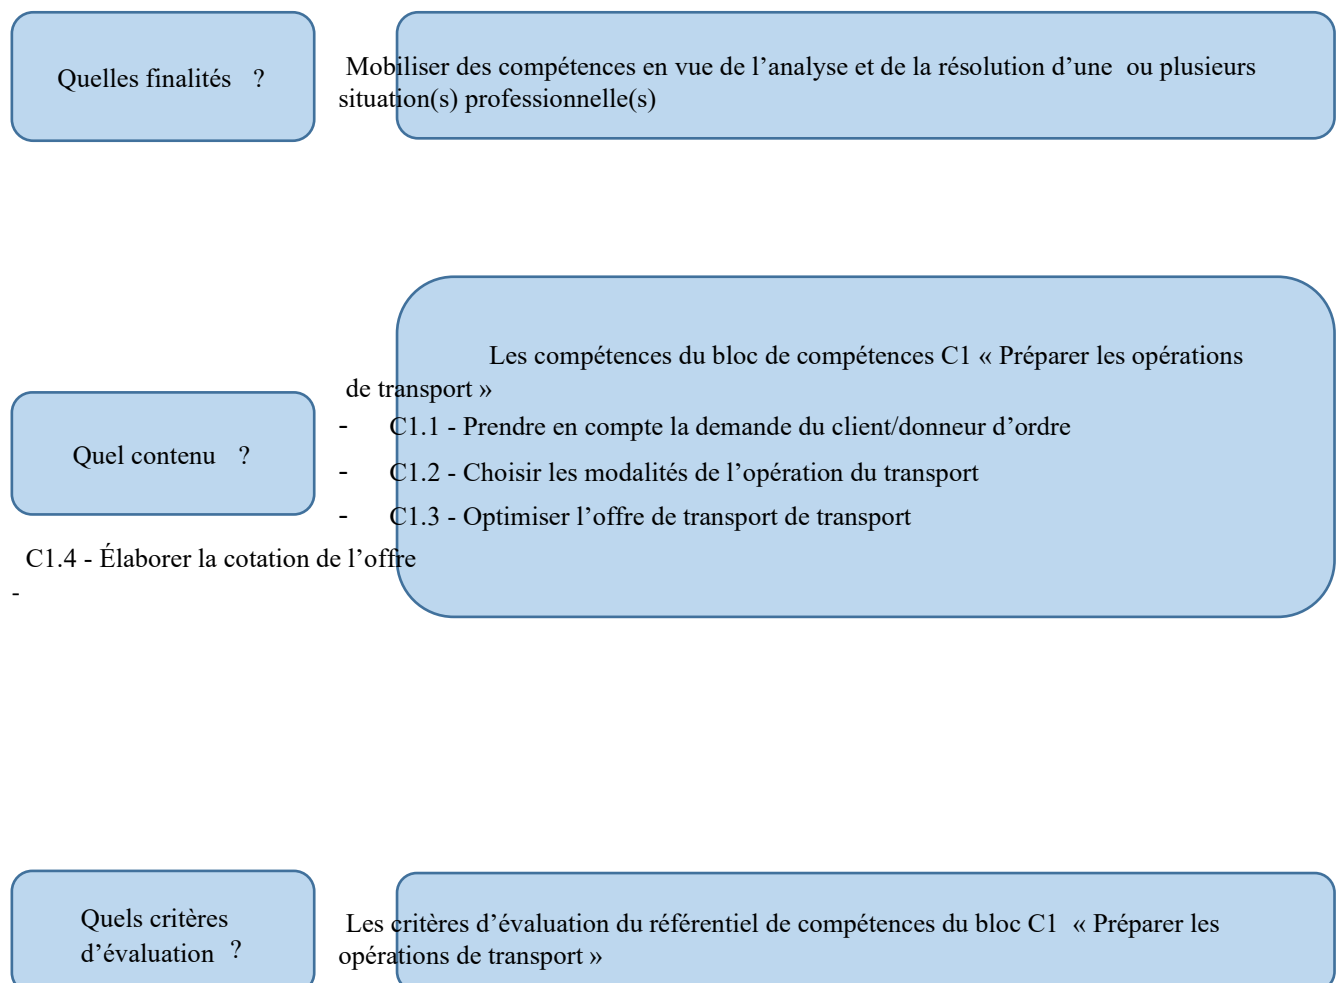 Quelles finalités ?
Mobiliser des compétences en vue de l’analyse et de la résolution d’une ou plusieurs
situation(s) professionnelle(s)
Quel contenu ?
Les compétences du bloc de compétences C1 « Préparer les opérations
de transport »
- C1.1 - Prendre en compte la demande du client/donneur d’ordre
- C1.2 - Choisir les modalités de l’opération du transport
- C1.3 - Optimiser l’offre de transport de transport
C1.4 - Élaborer la cotation de l’offre
-
Quels critères
d’évaluation ?
Les critères d’évaluation du référentiel de compétences du bloc C1 « Préparer les
opérations de transport »